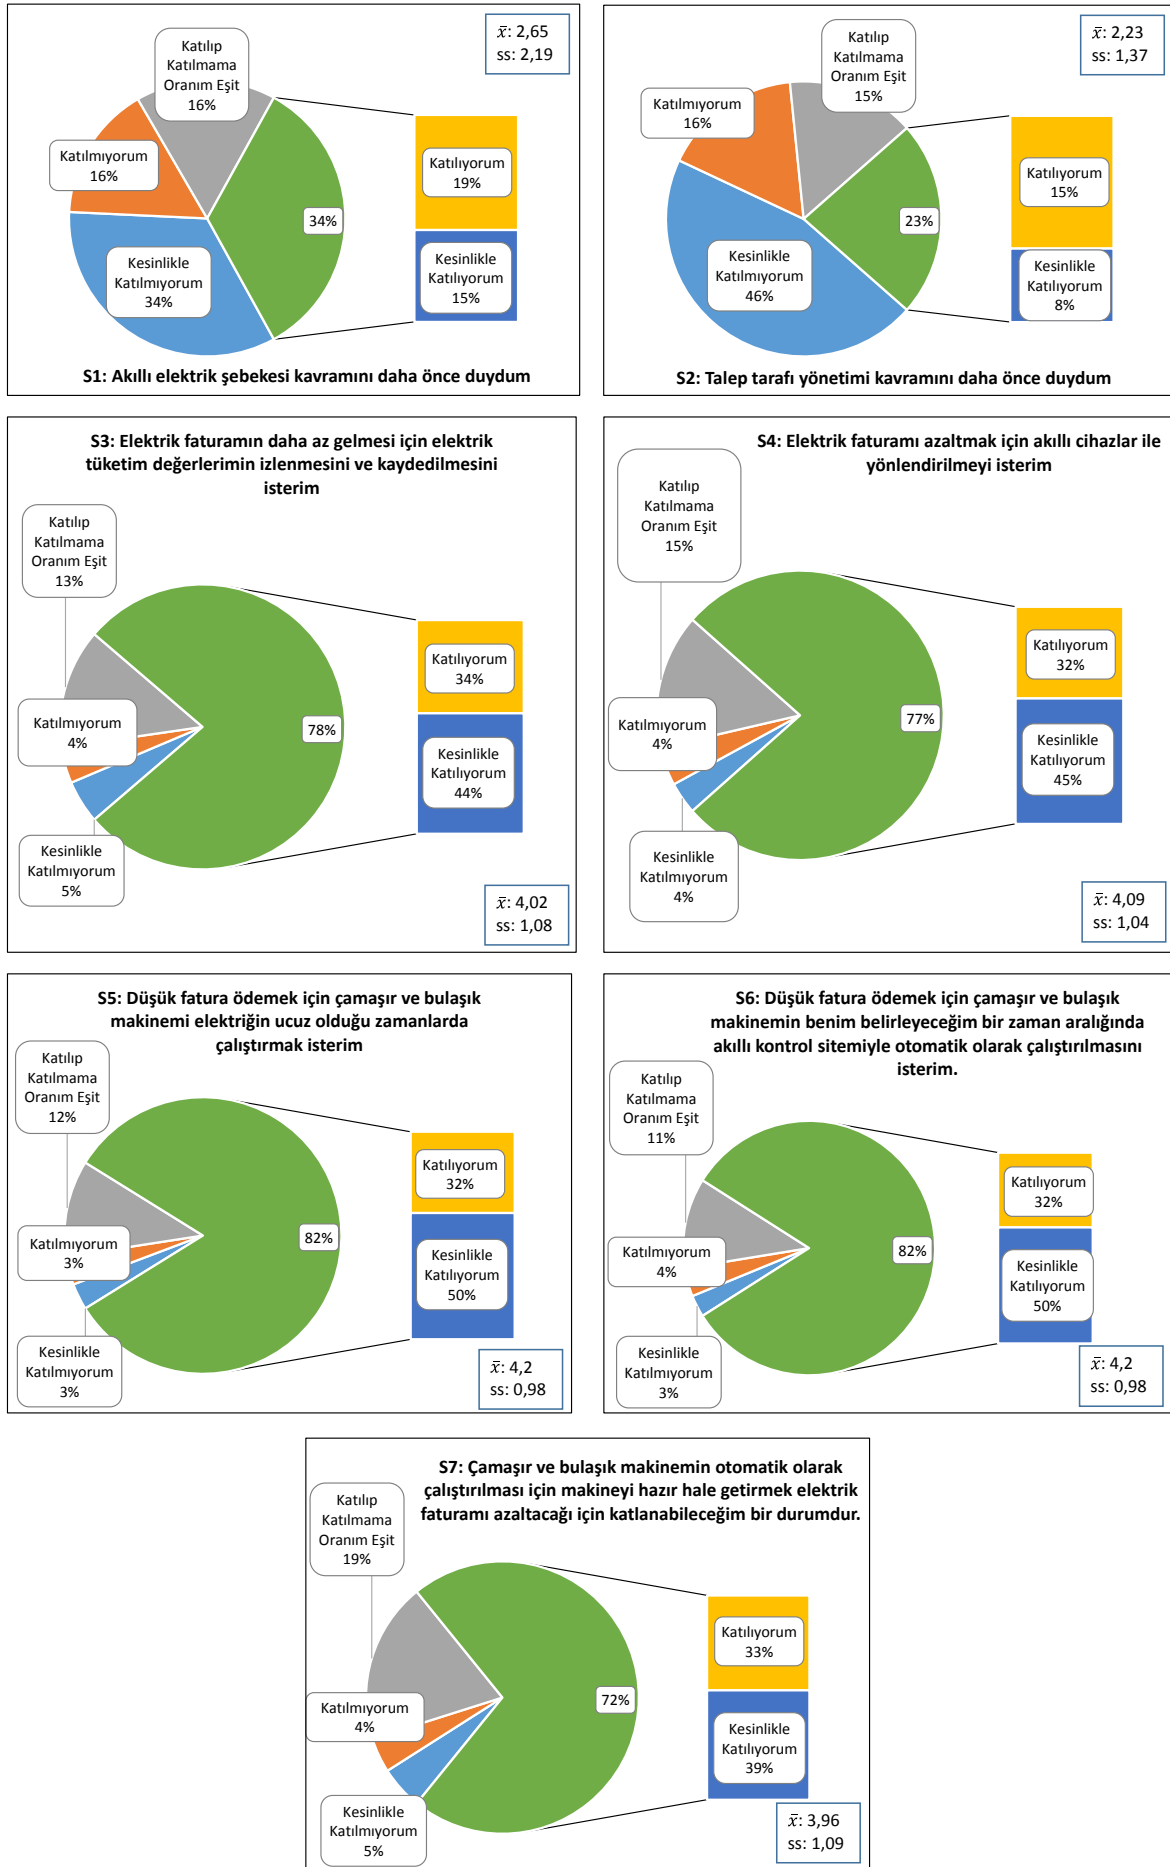 x̄: 2,65
ss: 2,19
Katılıp
Katılmama
Oranım Eşit
16%
Katılmıyorum
16%
Kesinlikle
Katılmıyorum
34%
34%
Katılıyorum
19%
Kesinlikle
Katılıyorum
15%
S1: Akıllı elektrik şebekesi kavramını daha önce duydum
x̄: 2,23
ss: 1,37
Katılıp
Katılmama
Oranım Eşit
15%
Katılmıyorum
16%
Kesinlikle
Katılmıyorum
46%
23%
Katılıyorum
15%
Kesinlikle
Katılıyorum
8%
S2: Talep tarafı yönetimi kavramını daha önce duydum
S3: Elektrik faturamın daha az gelmesi için elektrik
tüketim değerlerimin izlenmesini ve kaydedilmesini
isterim
Katılıp
Katılmama
Oranım Eşit
13%
Katılmıyorum
4%
Kesinlikle
Katılmıyorum
5%
78%
Katılıyorum
34%
Kesinlikle
Katılıyorum
44%
x̄: 4,02
ss: 1,08
S4: Elektrik faturamı azaltmak için akıllı cihazlar ile
yönlendirilmeyi isterim
Katılıp
Katılmama
Oranım Eşit
15%
Katılmıyorum
4%
Kesinlikle
Katılmıyorum
4%
77%
Katılıyorum
32%
Kesinlikle
Katılıyorum
45%
x̄: 4,09
ss: 1,04
S5: Düşük fatura ödemek için çamaşır ve bulaşık
makinemi elektriğin ucuz olduğu zamanlarda
çalıştırmak isterim
Katılıp
Katılmama
Oranım Eşit
12%
Katılmıyorum
3%
Kesinlikle
Katılmıyorum
3%
82%
Katılıyorum
32%
Kesinlikle
Katılıyorum
50%
x̄: 4,2
ss: 0,98
S6: Düşük fatura ödemek için çamaşır ve bulaşık
makinemin benim belirleyeceğim bir zaman aralığında
akıllı kontrol sitemiyle otomatik olarak çalıştırılmasını
isterim.
Katılıp
Katılmama
Oranım Eşit
11%
Katılmıyorum
4%
Kesinlikle
Katılmıyorum
3%
82%
Katılıyorum
32%
Kesinlikle
Katılıyorum
50%
x̄: 4,2
ss: 0,98
S7: Çamaşır ve bulaşık makinemin otomatik olarak
çalıştırılması için makineyi hazır hale getirmek elektrik
faturamı azaltacağı için katlanabileceğim bir durumdur.
Katılıp
Katılmama
Oranım Eşit
19%
Katılmıyorum
4%
Kesinlikle
Katılmıyorum
5%
72%
Katılıyorum
33%
Kesinlikle
Katılıyorum
39%
x̄: 3,96
ss: 1,09